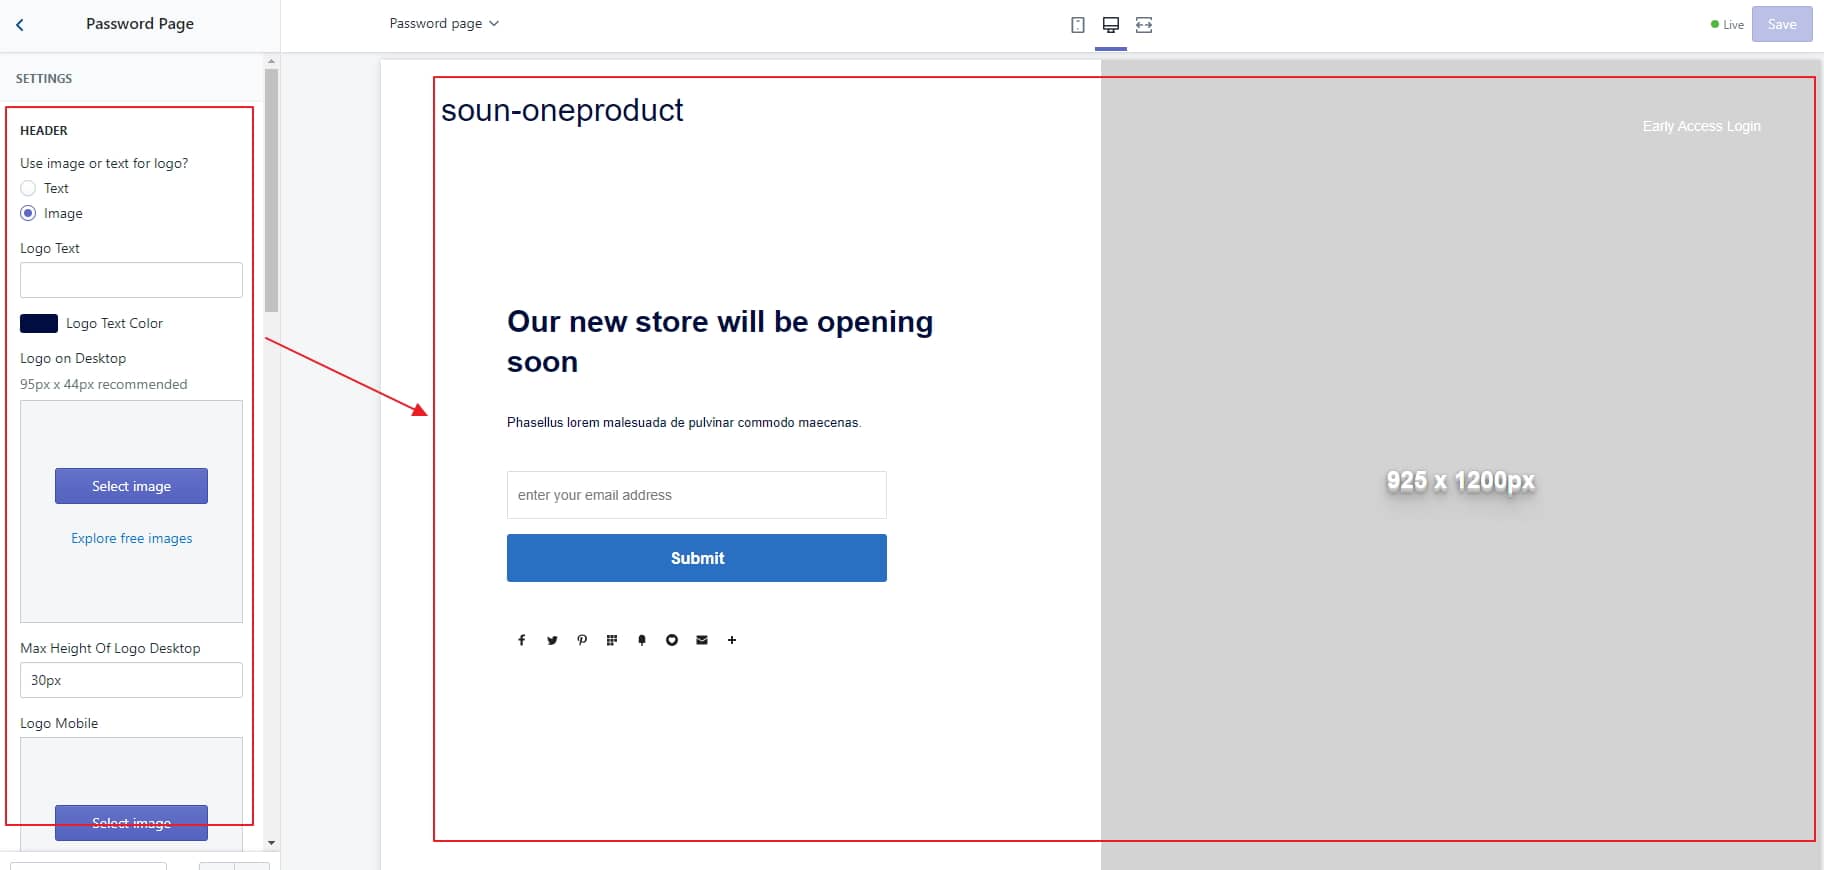 Password Page
Password page
Live
Save
SETTINGS
HEADER
Use image or text for logo?
Text
Image
Logo Text
Logo Text Color
Logo on Desktop
95px x 44px recommended
Select image
Explore free images
Max Height Of Logo Desktop
30px
Logo Mobile
Select image
soun-oneproduct
Early Access Login
Our new store will be opening
soon
Phasellus lorem malesuada de pulvinar commodo maecenas.
enter your email address
Submit
925 x 1200px